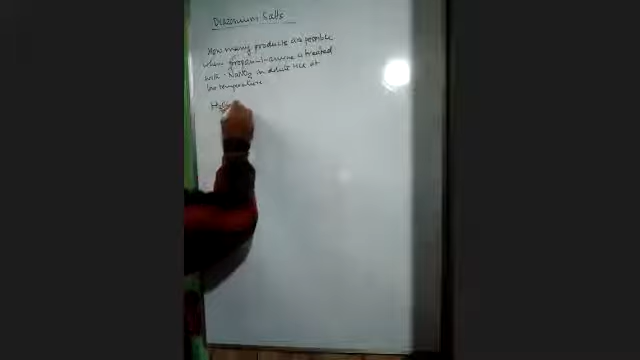 Diazonium Salts
How many products are possible
when propan-1-amine is treated
with NaNO2 in dilute HCl at
low temperature